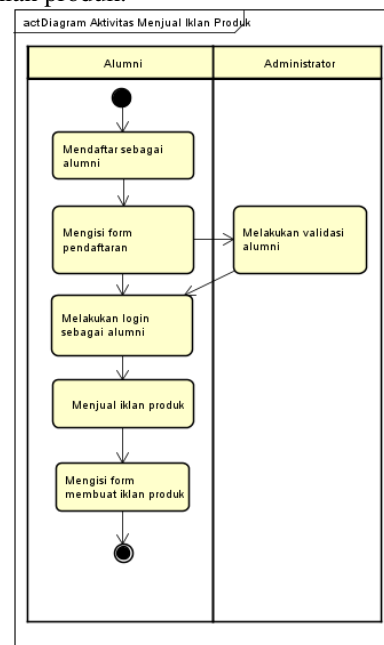 actDiagram Aktivitas Menjual Iklan Produk
Alumni
Administrator
Mendaftar sebagai
alumni
Mengisi form
pendaftaran
Melakukan validasi
alumni
Melakukan login
sebagai alumni
Menjual iklan produk
Mengisi form
membuat iklan produk